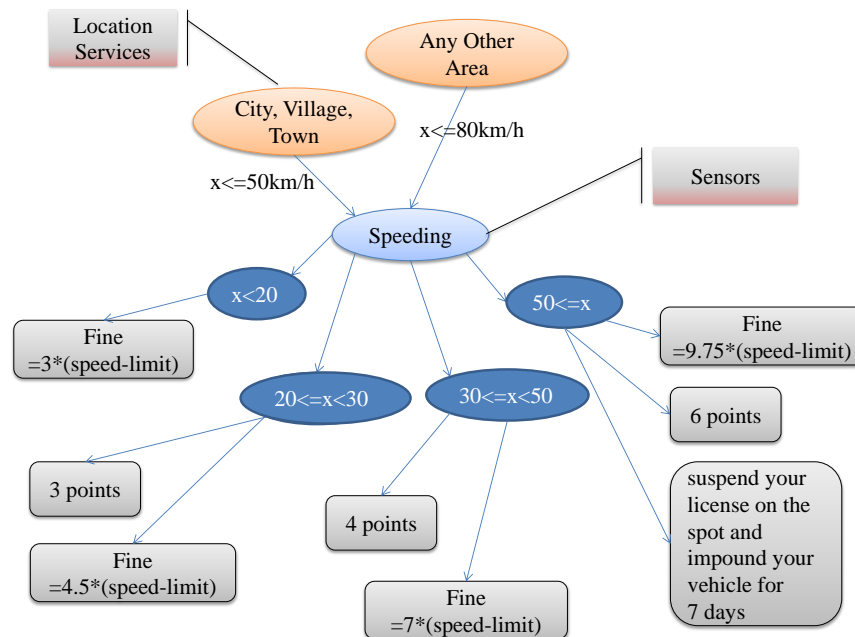 Location
Services
Any Other
Area
City, Village,
Town
x<=80km/h
x<=50km/h
Sensors
Speeding
x<20
50<=x
Fine
=3*(speed-limit)
Fine
=9.75*(speed-limit)
20<=x<30
30<=x<50
6 points
3 points
4 points
suspend your
license on the
spot and
impound your
vehicle for
7 days
Fine
=4.5*(speed-limit)
Fine
=7*(speed-limit)